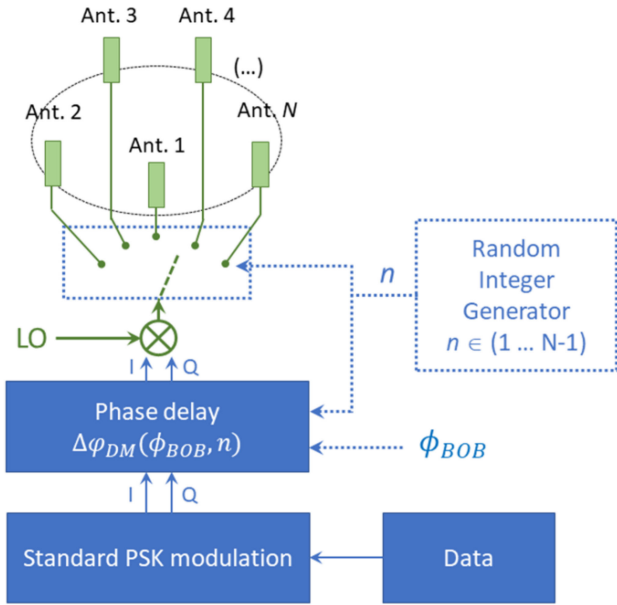 Ant. 3
Ant. 4
(...)
Ant. 2
Ant. N
Ant. 1
n
Random
Integer
Generator
n ∈ (1 ... N-1)
LO
I
Q
Phase delay
Δφ_DM(ϕ_BOB, n)
ϕ_BOB
I
Q
Standard PSK modulation
Data